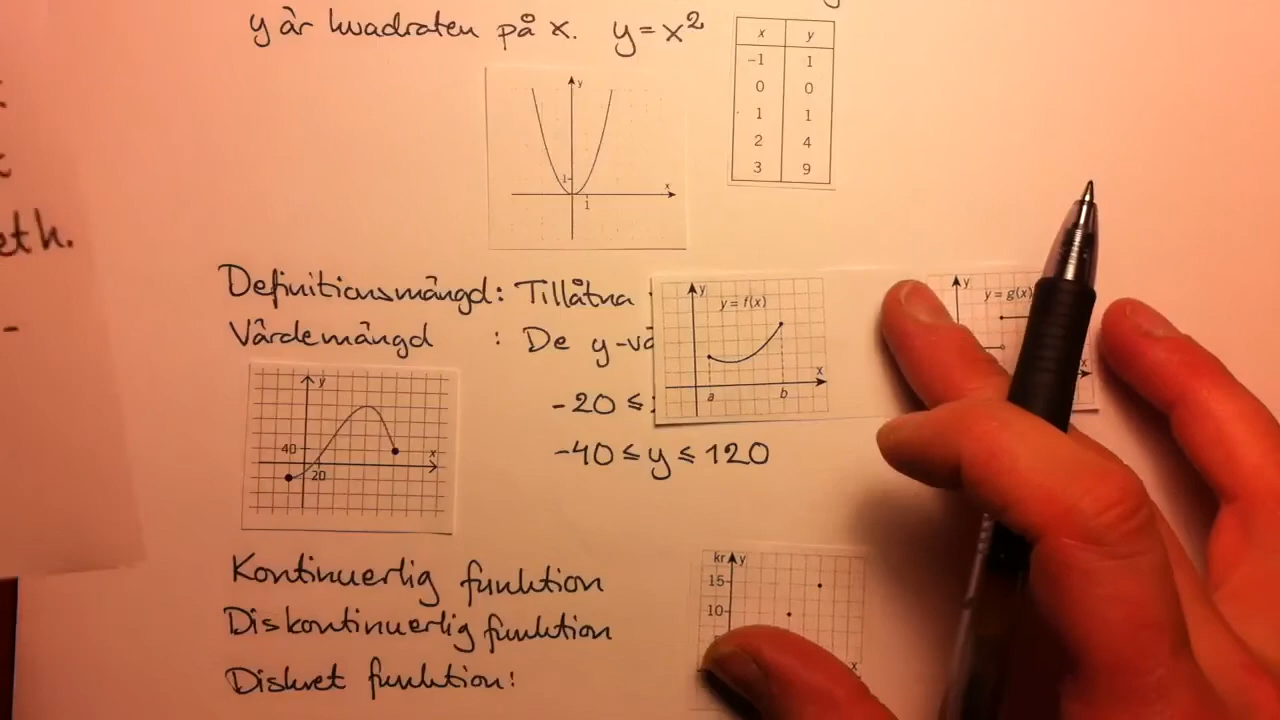 y är kvadraten på x. y = x²
x y
-1 1
0 0
1 1
2 4
3 9
y
1
1
x
eth.
Definitionsmängd: Tillåtna
Värdemängd : De y-vä
-20 ≤
-40 ≤ y ≤ 120
y
y = f(x)
x
a b
y
y = g(x)
x
y
40
x
20
Kontinuerlig funktion
Diskontinuerlig funktion
Diskret funktion:
kr y
15
10
x